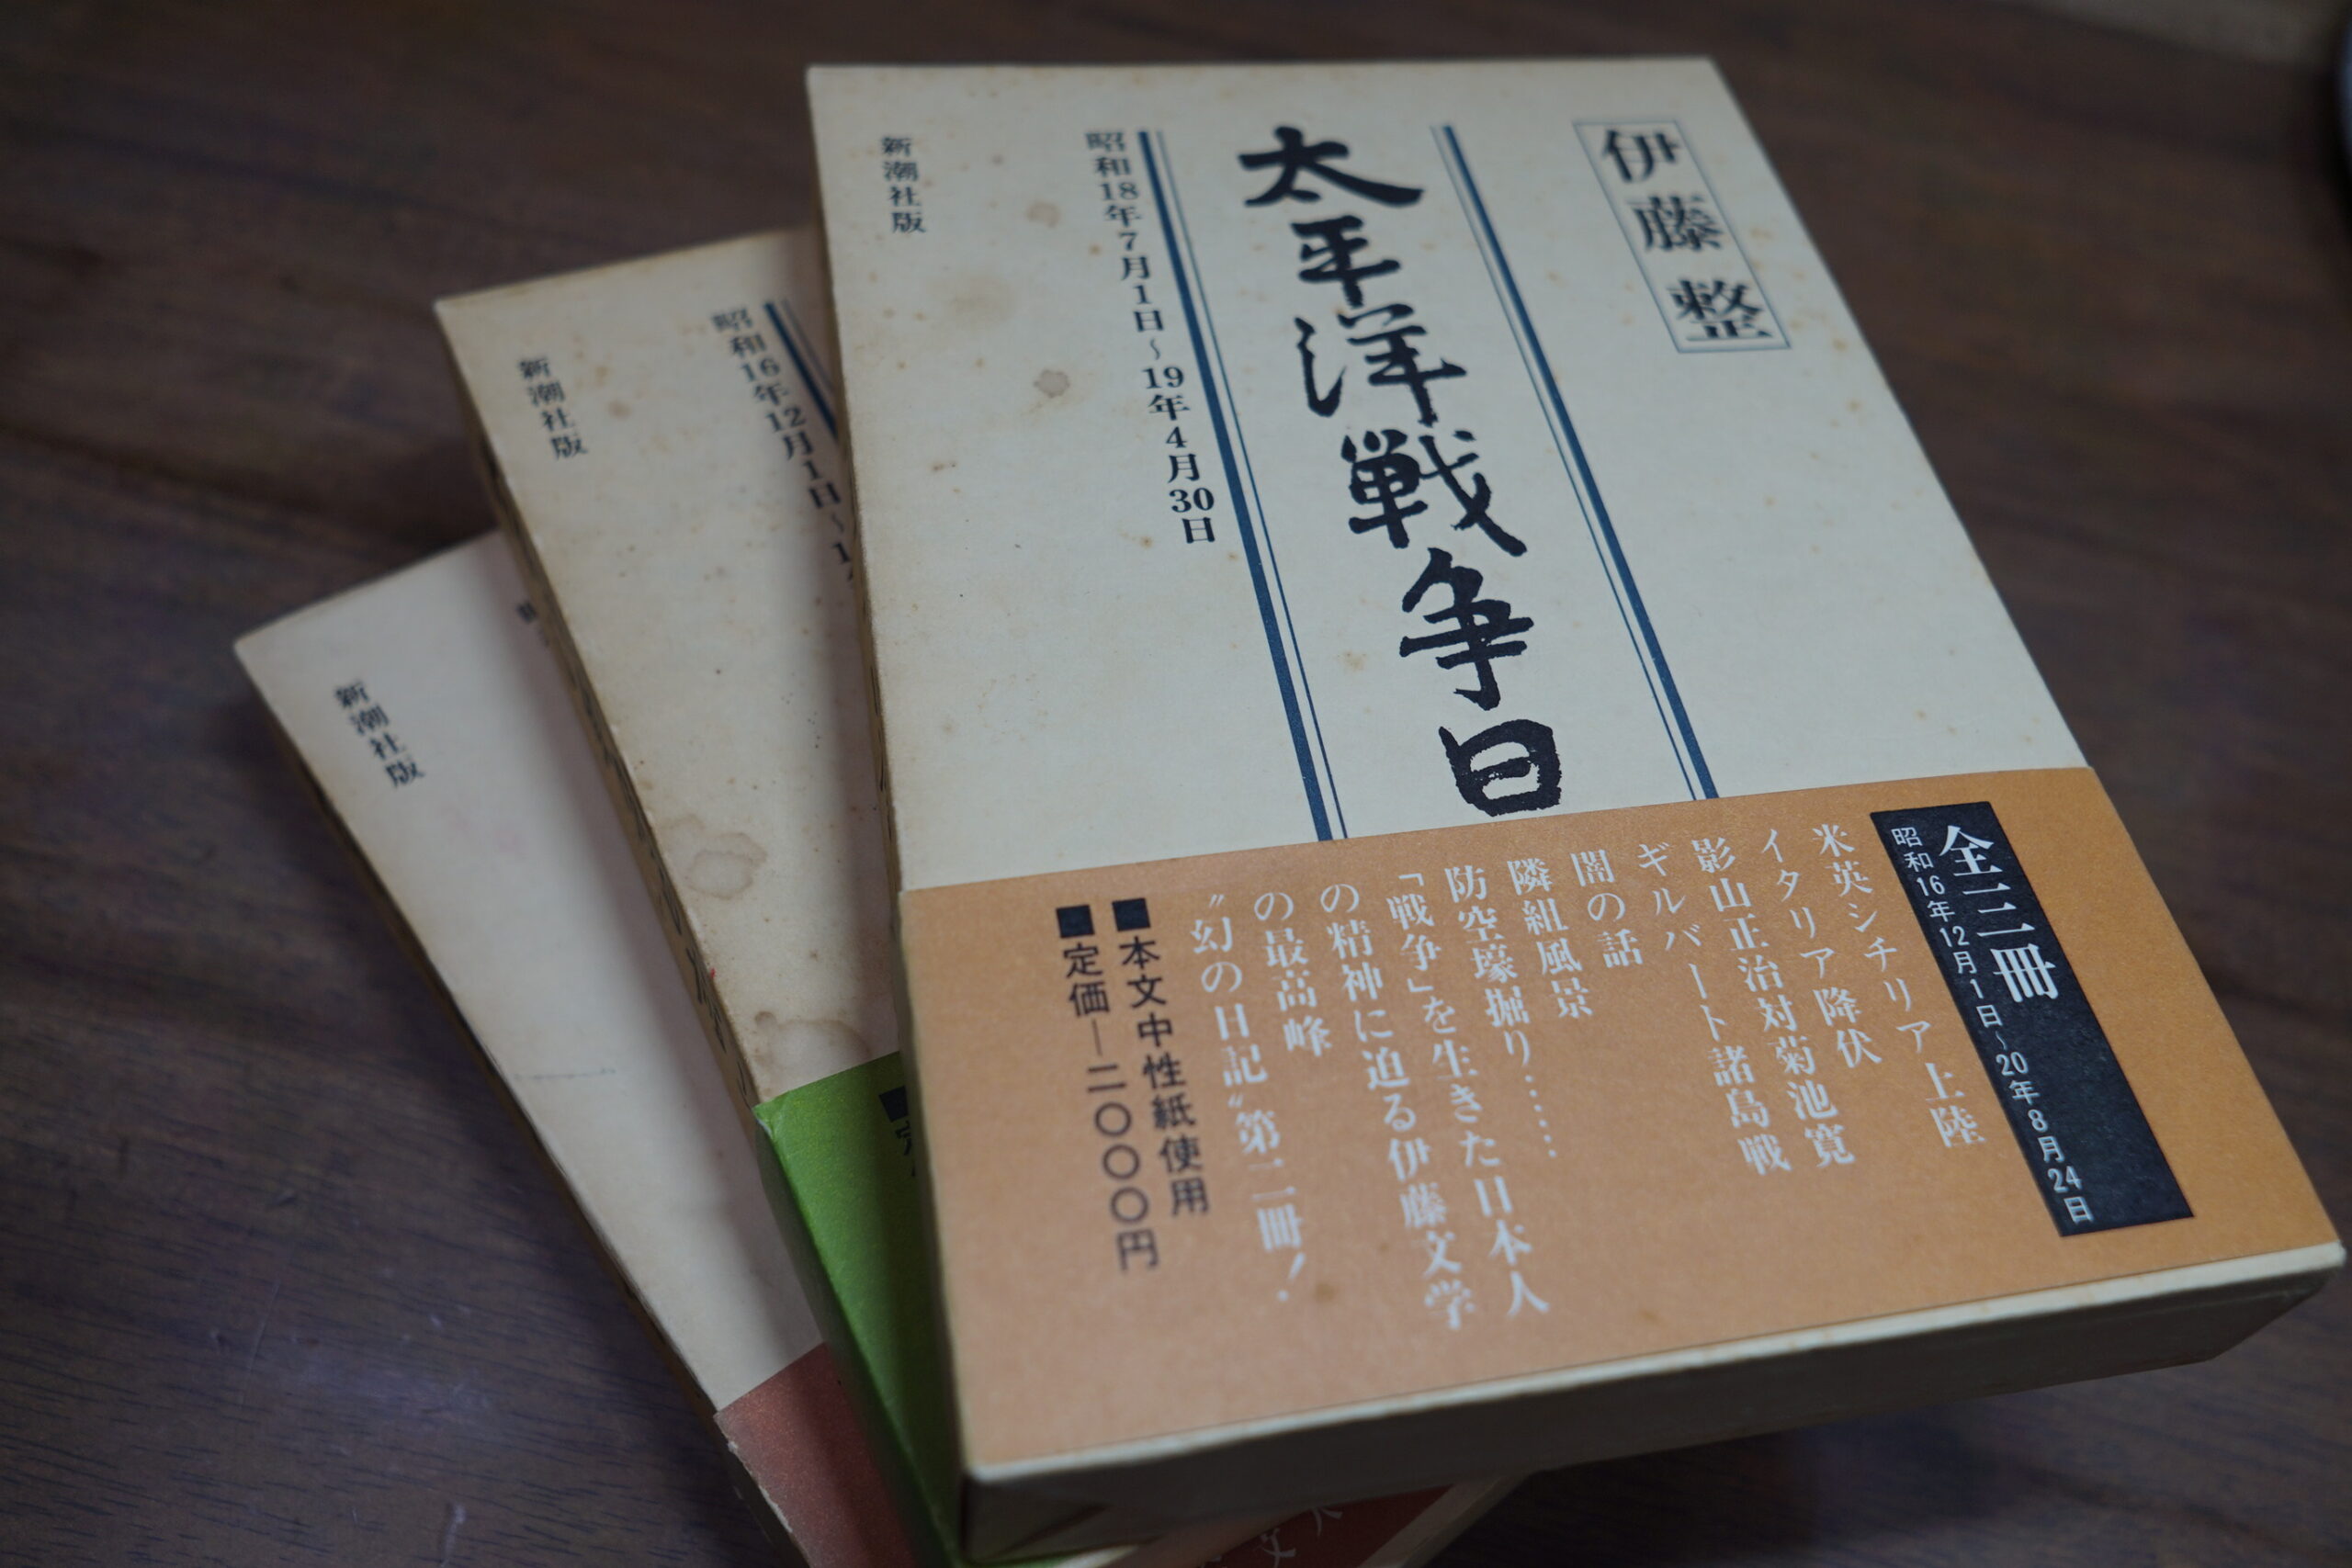 伊藤整
太平洋戦争日
昭和18年7月1日~19年4月30日
新潮社版
全三冊
昭和16年12月1日~20年8月24日
米英シチリア上陸
イタリア降伏
影山正治対菊池寛
ギルバート諸島戦
闇の話
隣組風景
防空壕掘り……
「戦争」を生きた日本人
の精神に迫る伊藤文学
の最高峰
〝幻の日記〟第二冊!
■本文中性紙使用
■定価―二〇〇〇円
昭和16年12月1日~1
新潮社版
新潮社版